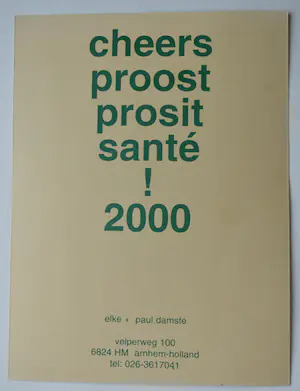 cheers
proost
prosit
santé
!
2000
elke + paul damste
velperweg 100
6824 HM arnhem-holland
tel: 026-3617041